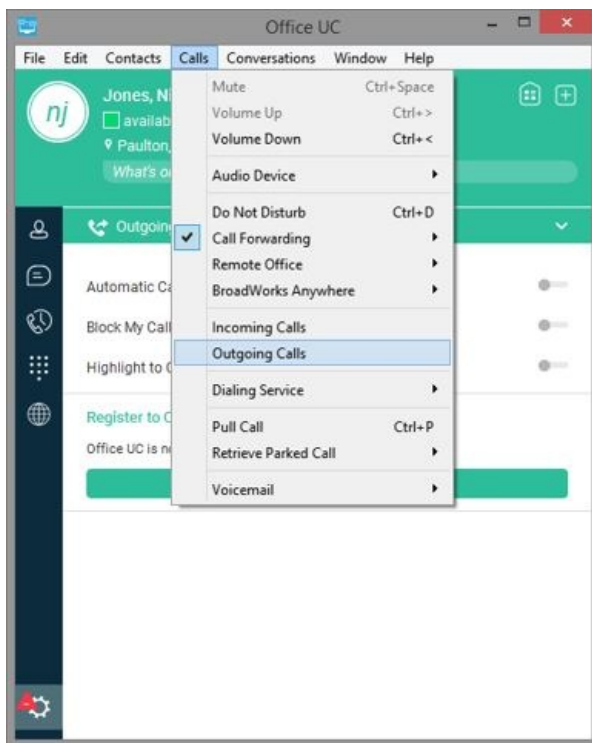 Office UC
File Edit Contacts Calls Conversations Window Help
nj
Jones, Ni
availab
Paulton,
What's o
Mute Ctrl+Space
Volume Up Ctrl+>
Volume Down Ctrl+<
Audio Device
Do Not Disturb Ctrl+D
Call Forwarding
Remote Office
BroadWorks Anywhere
Incoming Calls
Outgoing Calls
Dialing Service
Pull Call Ctrl+P
Retrieve Parked Call
Voicemail
Outgoin
Automatic Ca
Block My Call
Highlight to
Register to
Office UC is n